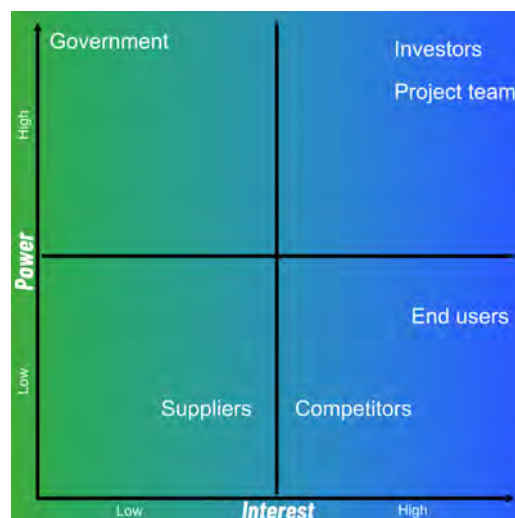 Government
Investors
Project team
High
Power
End users
Low
Suppliers
Competitors
Low
Interest
High